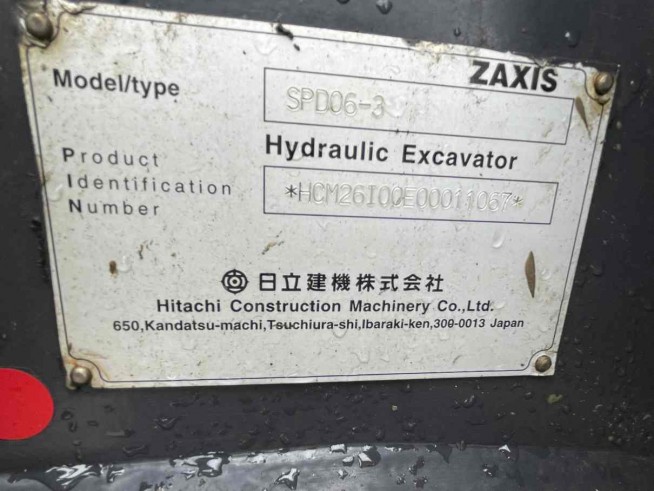 ZAXIS
Model/type
SPD06-3
Hydraulic Excavator
Product
Identification
Number
*HCM26I00E00011037*
日立建機株式会社
Hitachi Construction Machinery Co.,Ltd.
650,Kandatsu-machi,Tsuchiura-shi,Ibaraki-ken,300-0013 Japan